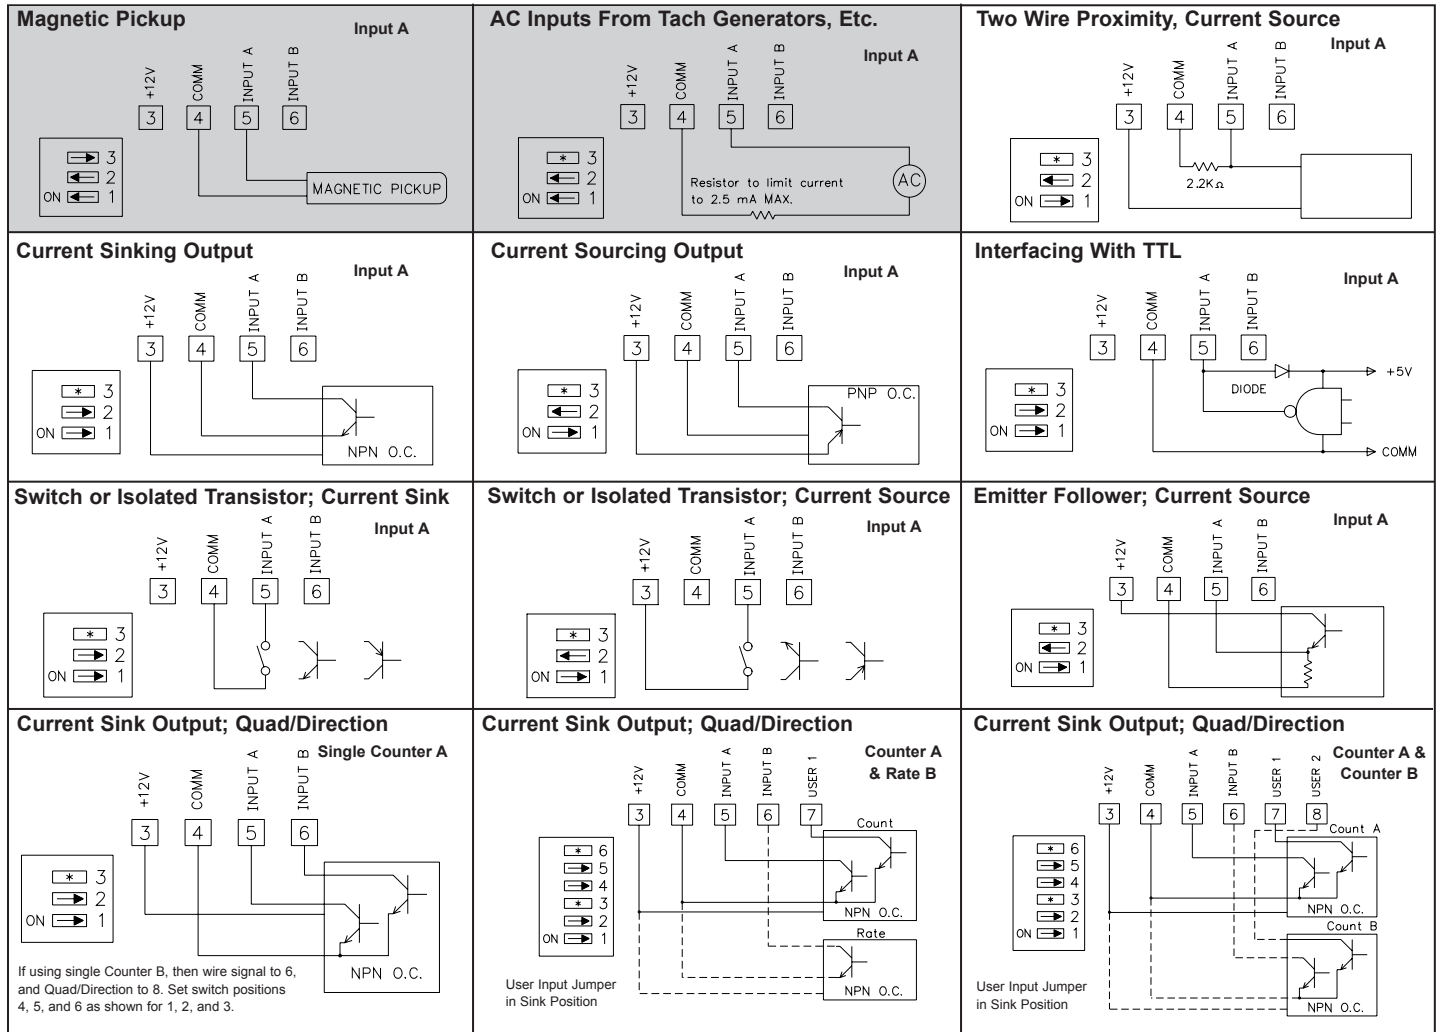 Magnetic Pickup
Input A
+12V
COMM
INPUT A
INPUT B
3 4 5 6
3
2
ON 1
MAGNETIC PICKUP
AC Inputs From Tach Generators, Etc.
Input A
+12V
COMM
INPUT A
INPUT B
3 4 5 6
* 3
2
ON 1
Resistor to limit current
to 2.5 mA MAX.
AC
Two Wire Proximity, Current Source
Input A
+12V
COMM
INPUT A
INPUT B
3 4 5 6
* 3
2
ON 1
2.2KΩ
Current Sinking Output
Input A
+12V
COMM
INPUT A
INPUT B
3 4 5 6
* 3
2
ON 1
NPN O.C.
Current Sourcing Output
Input A
+12V
COMM
INPUT A
INPUT B
3 4 5 6
* 3
2
ON 1
PNP O.C.
Interfacing With TTL
Input A
+12V
COMM
INPUT A
INPUT B
3 4 5 6
* 3
2
ON 1
DIODE
+5V
COMM
Switch or Isolated Transistor; Current Sink
Input A
+12V
COMM
INPUT A
INPUT B
3 4 5 6
* 3
2
ON 1
Switch or Isolated Transistor; Current Source
Input A
+12V
COMM
INPUT A
INPUT B
3 4 5 6
* 3
2
ON 1
Emitter Follower; Current Source
Input A
+12V
COMM
INPUT A
INPUT B
3 4 5 6
* 3
2
ON 1
Current Sink Output; Quad/Direction
Single Counter A
+12V
COMM
INPUT A
INPUT B
3 4 5 6
* 3
2
ON 1
NPN O.C.
If using single Counter B, then wire signal to 6,
and Quad/Direction to 8. Set switch positions
4, 5, and 6 as shown for 1, 2, and 3.
Current Sink Output; Quad/Direction
Counter A
& Rate B
+12V
COMM
INPUT A
INPUT B
USER 1
3 4 5 6 7
Count
* 6
5
4
* 3
2
ON 1
NPN O.C.
Rate
NPN O.C.
User Input Jumper
in Sink Position
Current Sink Output; Quad/Direction
Counter A &
Counter B
+12V
COMM
INPUT A
INPUT B
USER 1
USER 2
3 4 5 6 7 8
Count A
* 6
5
4
* 3
2
ON 1
NPN O.C.
Count B
NPN O.C.
User Input Jumper
in Sink Position